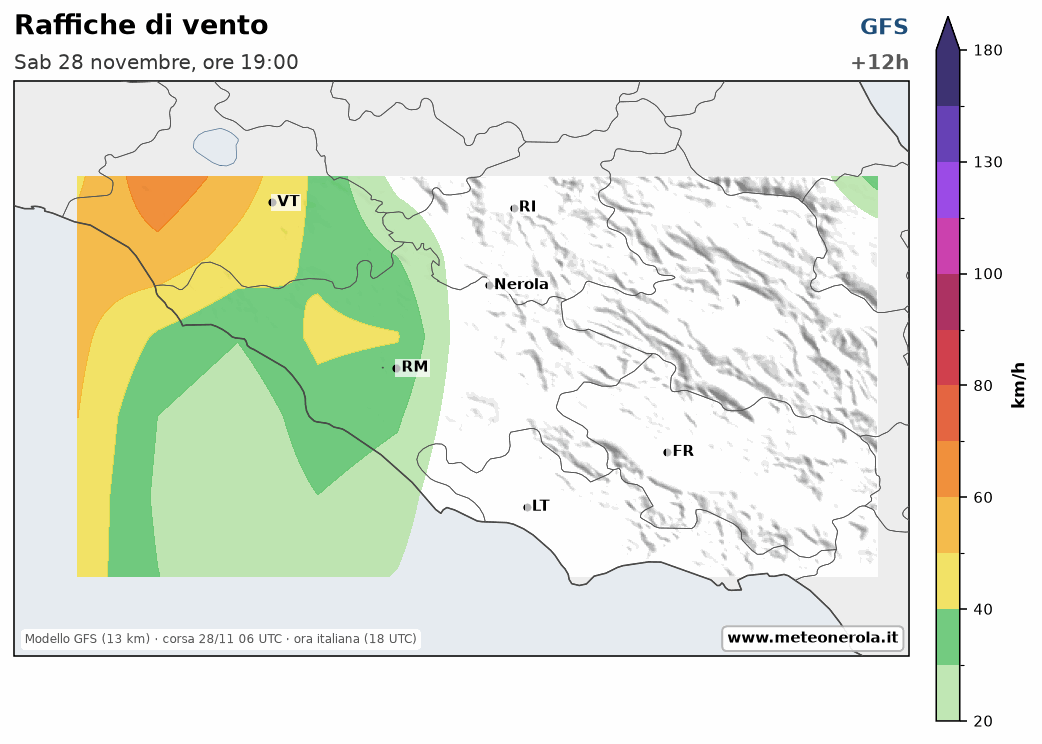 Raffiche di vento
GFS
Sab 28 novembre, ore 19:00
+12h
VT
RI
Nerola
RM
FR
LT
Modello GFS (13 km) · corsa 28/11 06 UTC · ora italiana (18 UTC)
www.meteonerola.it
180
130
100
80
60
40
20
km/h